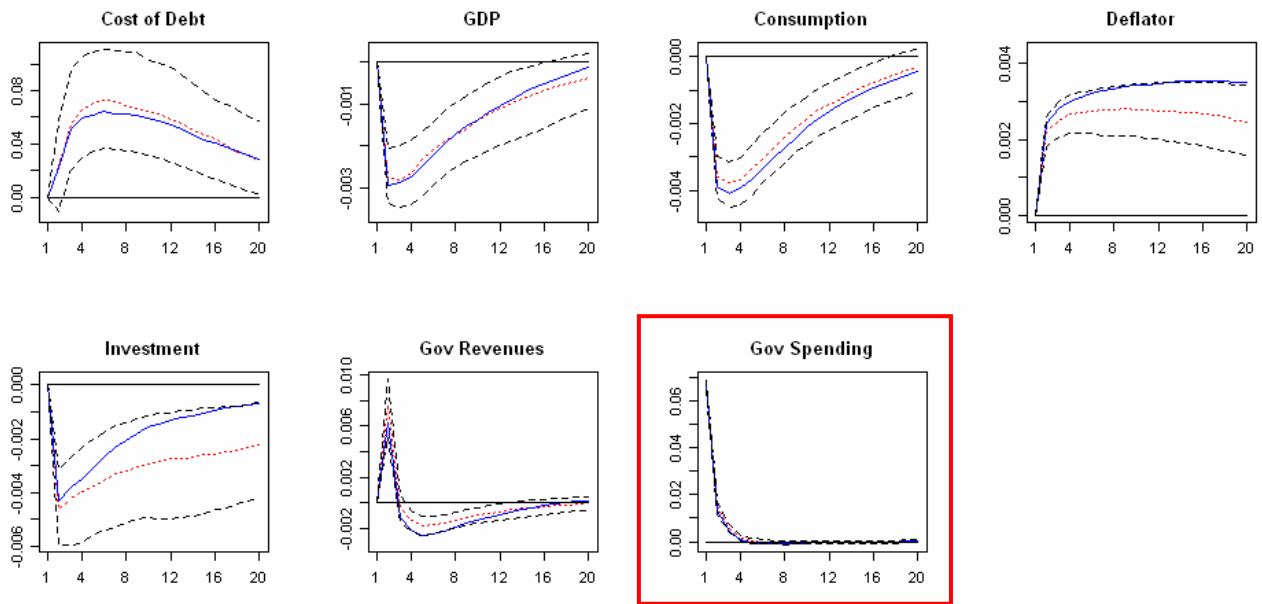 Cost of Debt
GDP
Consumption
Deflator
0.00 0.04 0.08
-0.003 -0.001
-0.004 -0.002 0.000
0.000 0.002 0.004
1 4 8 12 16 20
1 4 8 12 16 20
1 4 8 12 16 20
1 4 8 12 16 20
Investment
Gov Revenues
Gov Spending
-0.006 -0.004 -0.002 0.000
-0.002 0.002 0.006 0.010
0.00 0.02 0.04 0.06
1 4 8 12 16 20
1 4 8 12 16 20
1 4 8 12 16 20